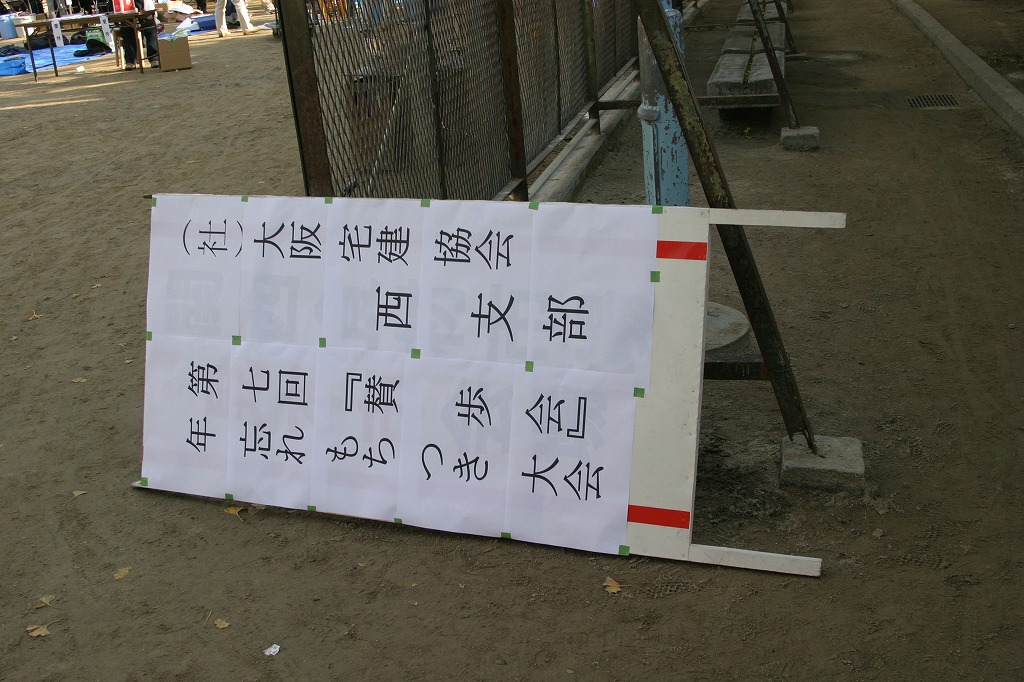 （社）大阪宅建協会
西支部
第七回『賛歩会』
年忘れもちつき大会